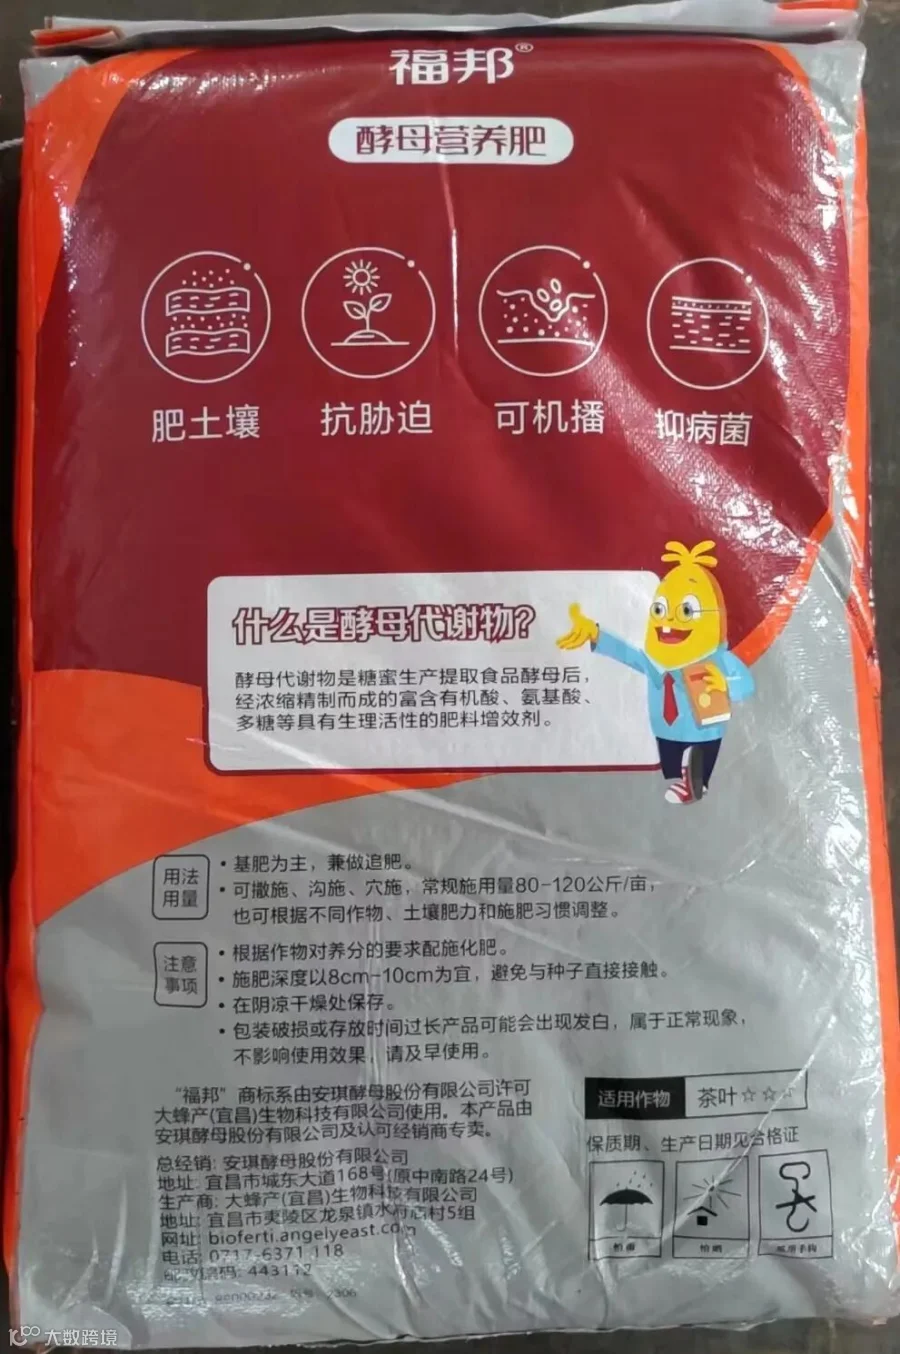 福邦®
酵母营养肥
肥土壤
抗胁迫
可机播
抑病菌
什么是酵母代谢物?
酵母代谢物是糖蜜生产提取食品酵母后,
经浓缩精制而成的富含有机酸、氨基酸、
多糖等具有生理活性的肥料增效剂。
用法
用量
·基肥为主,兼做追肥。
·可撒施、沟施、穴施,常规施用量80-120公斤/亩,
也可根据不同作物、土壤肥力和施肥习惯调整。
注意
事项
·根据作物对养分的要求配施化肥。
·施肥深度以8cm-10cm为宜,避免与种子直接接触。
·在阴凉干燥处保存。
·包装破损或存放时间过长产品可能会出现发白,属于正常现象,
不影响使用效果,请及早使用。
“福邦”商标系由安琪酵母股份有限公司许可
大蜂产(宜昌)生物科技有限公司使用。本产品由
安琪酵母股份有限公司及认可经销商专卖。
总经销: 安琪酵母股份有限公司
地址: 宜昌市城东大道168号(原中南路24号)
生产商: 大蜂产(宜昌)生物科技有限公司
地址: 宜昌市夷陵区龙泉镇水府庙村5组
网址: bioferti.angelyeast.com
电话: 0717-6371 118
邮政编码: 443112
2306
适用作物 茶叶☆☆☆
保质期、生产日期见合格证
怕雨
怕晒
禁用手钩
大数跨境